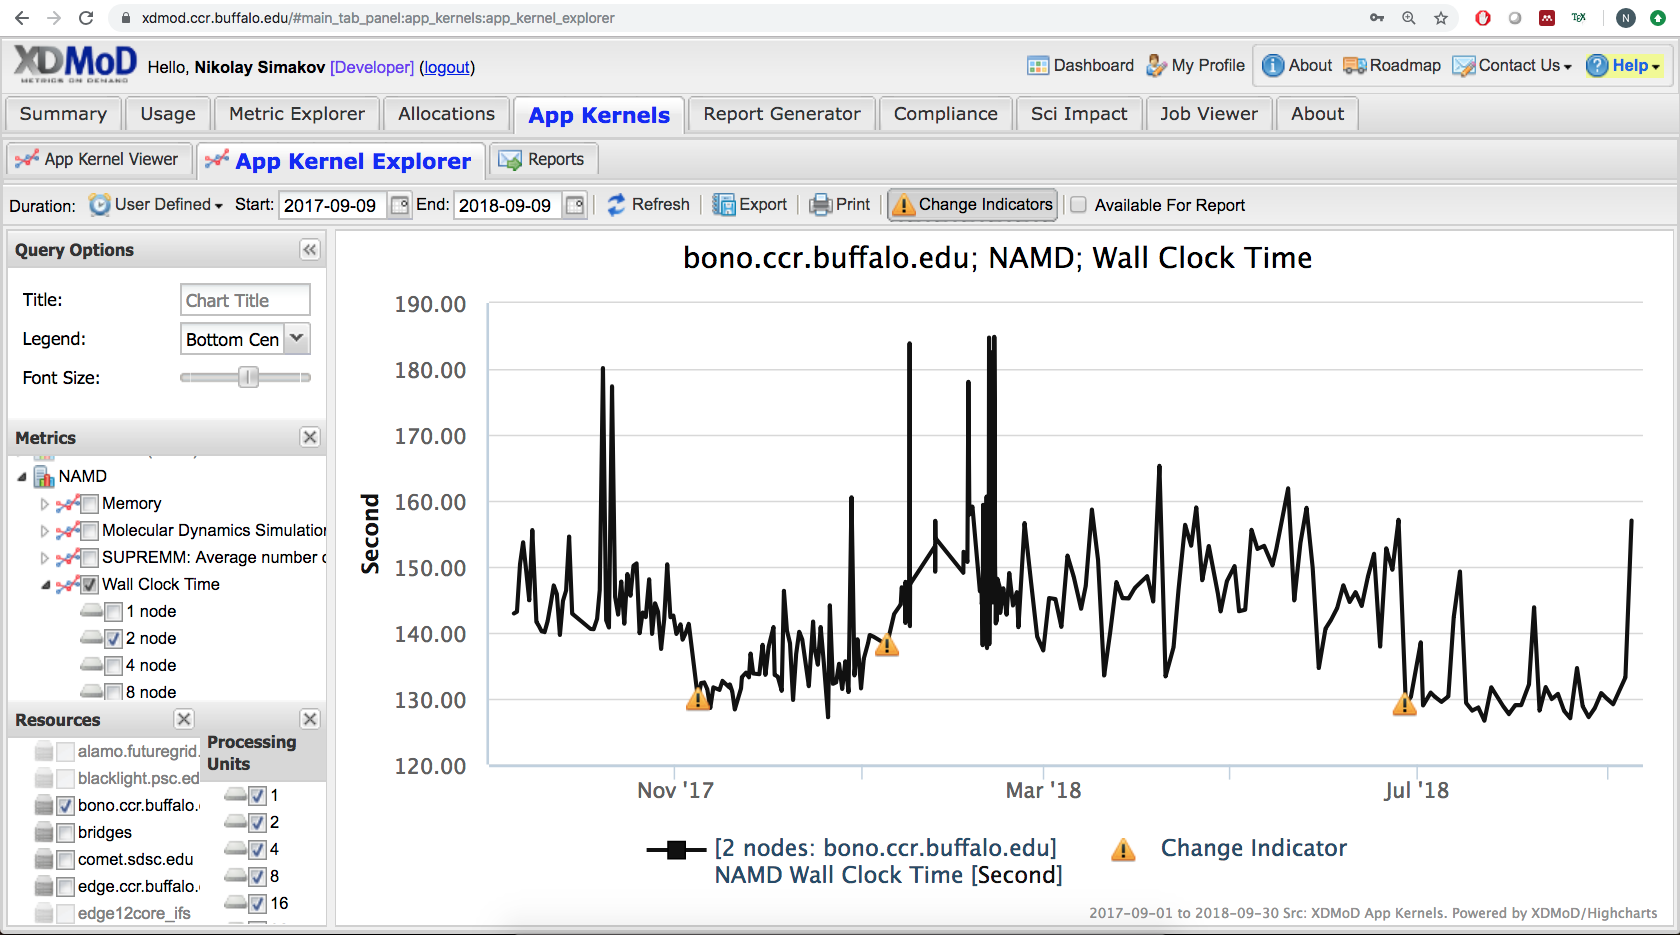 xdmod.ccr.buffalo.edu/#main_tab_panel:app_kernels:app_kernel_explorer
TEX
N
XDMoD
METRICS ON DEMAND
Hello, Nikolay Simakov [Developer] (logout)
Dashboard My Profile About Roadmap Contact Us Help
Summary Usage Metric Explorer Allocations App Kernels Report Generator Compliance Sci Impact Job Viewer About
App Kernel Viewer App Kernel Explorer Reports
Duration: User Defined Start: 2017-09-09 End: 2018-09-09 Refresh Export Print Change Indicators Available For Report
Query Options
Title: Chart Title
Legend: Bottom Cen
Font Size:
Metrics
NAMD
Memory
Molecular Dynamics Simulation
SUPREMM: Average number o
Wall Clock Time
1 node
2 node
4 node
8 node
Resources
alamo.futuregrid.
blacklight.psc.ed
bono.ccr.buffalo.
bridges
comet.sdsc.edu
edge.ccr.buffalo.
edge12core_ifs
Processing
Units
1
2
4
8
16
bono.ccr.buffalo.edu; NAMD; Wall Clock Time
190.00
180.00
170.00
160.00
150.00
140.00
130.00
120.00
Second
Nov '17 Mar '18 Jul '18
[2 nodes: bono.ccr.buffalo.edu]
NAMD Wall Clock Time [Second]
Change Indicator
2017-09-01 to 2018-09-30 Src: XDMoD App Kernels. Powered by XDMoD/Highcharts